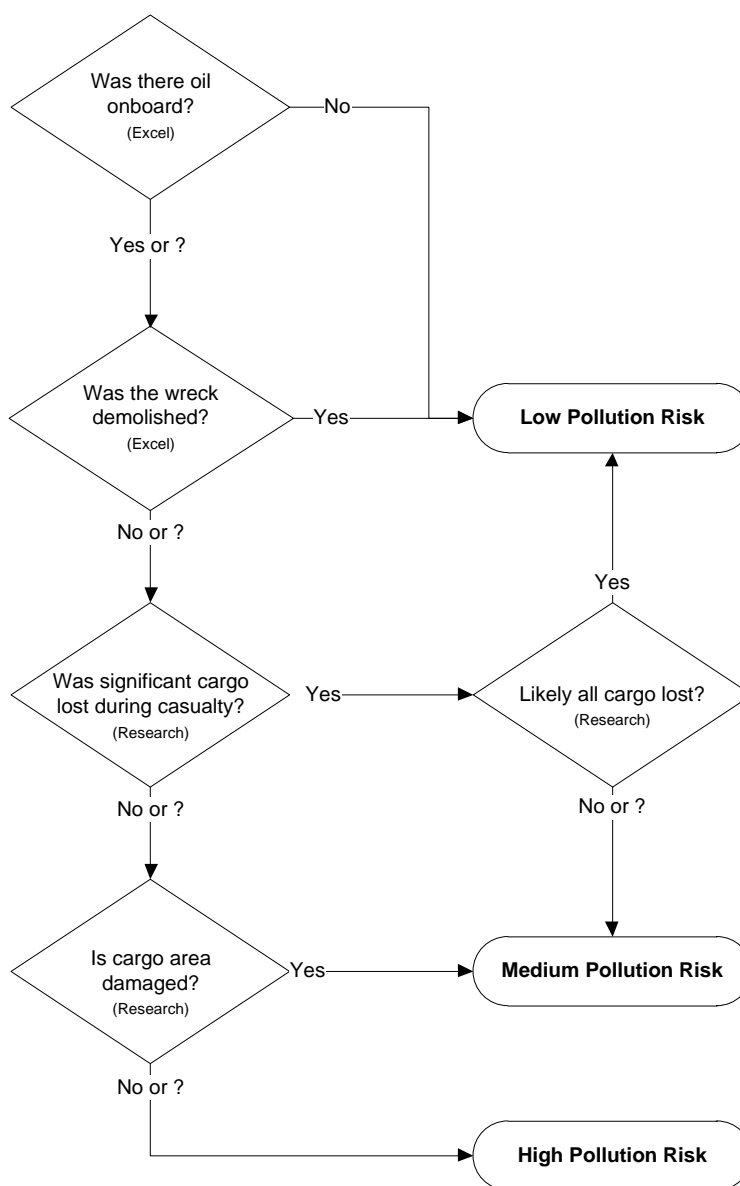 Was there oil
onboard?
(Excel)
No
Yes or ?
Was the wreck
demolished?
(Excel)
Yes
Low Pollution Risk
No or ?
Yes
Was significant cargo
lost during casualty?
(Research)
Yes
Likely all cargo lost?
(Research)
No or ?
No or ?
Is cargo area
damaged?
(Research)
Yes
Medium Pollution Risk
No or ?
High Pollution Risk